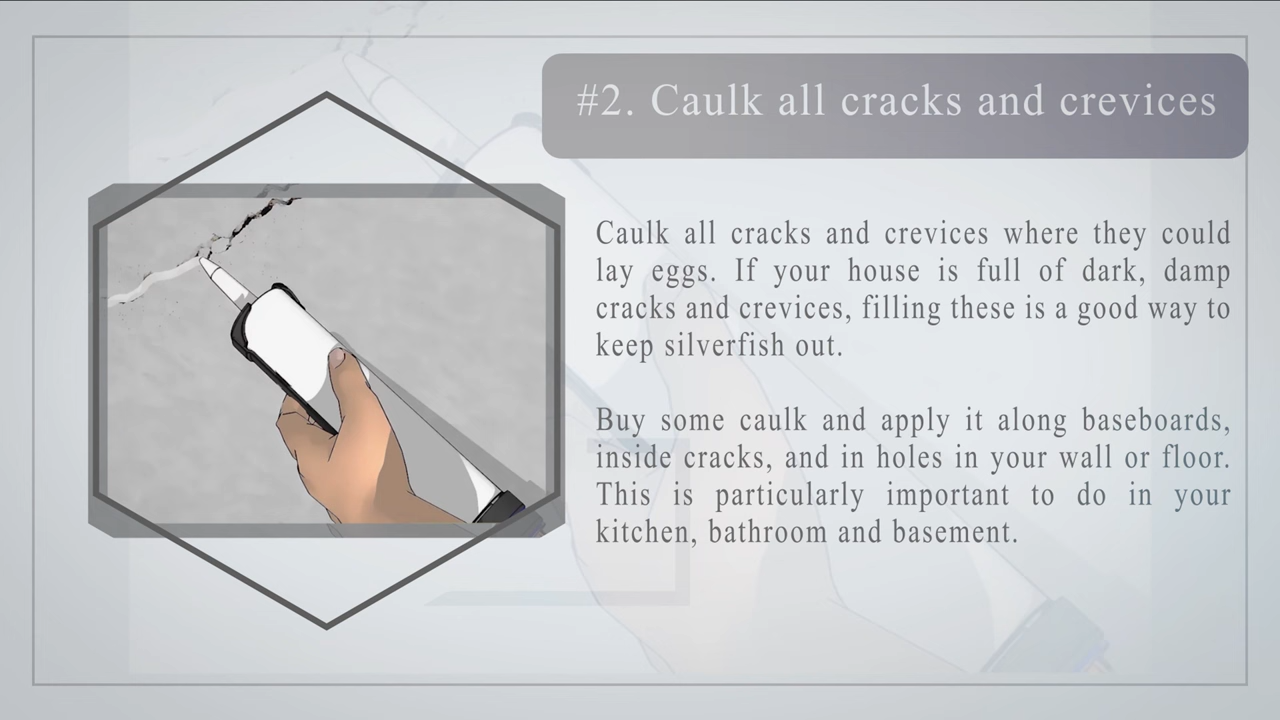 #2. Caulk all cracks and crevices
Caulk all cracks and crevices where they could
lay eggs. If your house is full of dark, damp
cracks and crevices, filling these is a good way to
keep silverfish out.
Buy some caulk and apply it along baseboards,
inside cracks, and in holes in your wall or floor.
This is particularly important to do in your
kitchen, bathroom and basement.